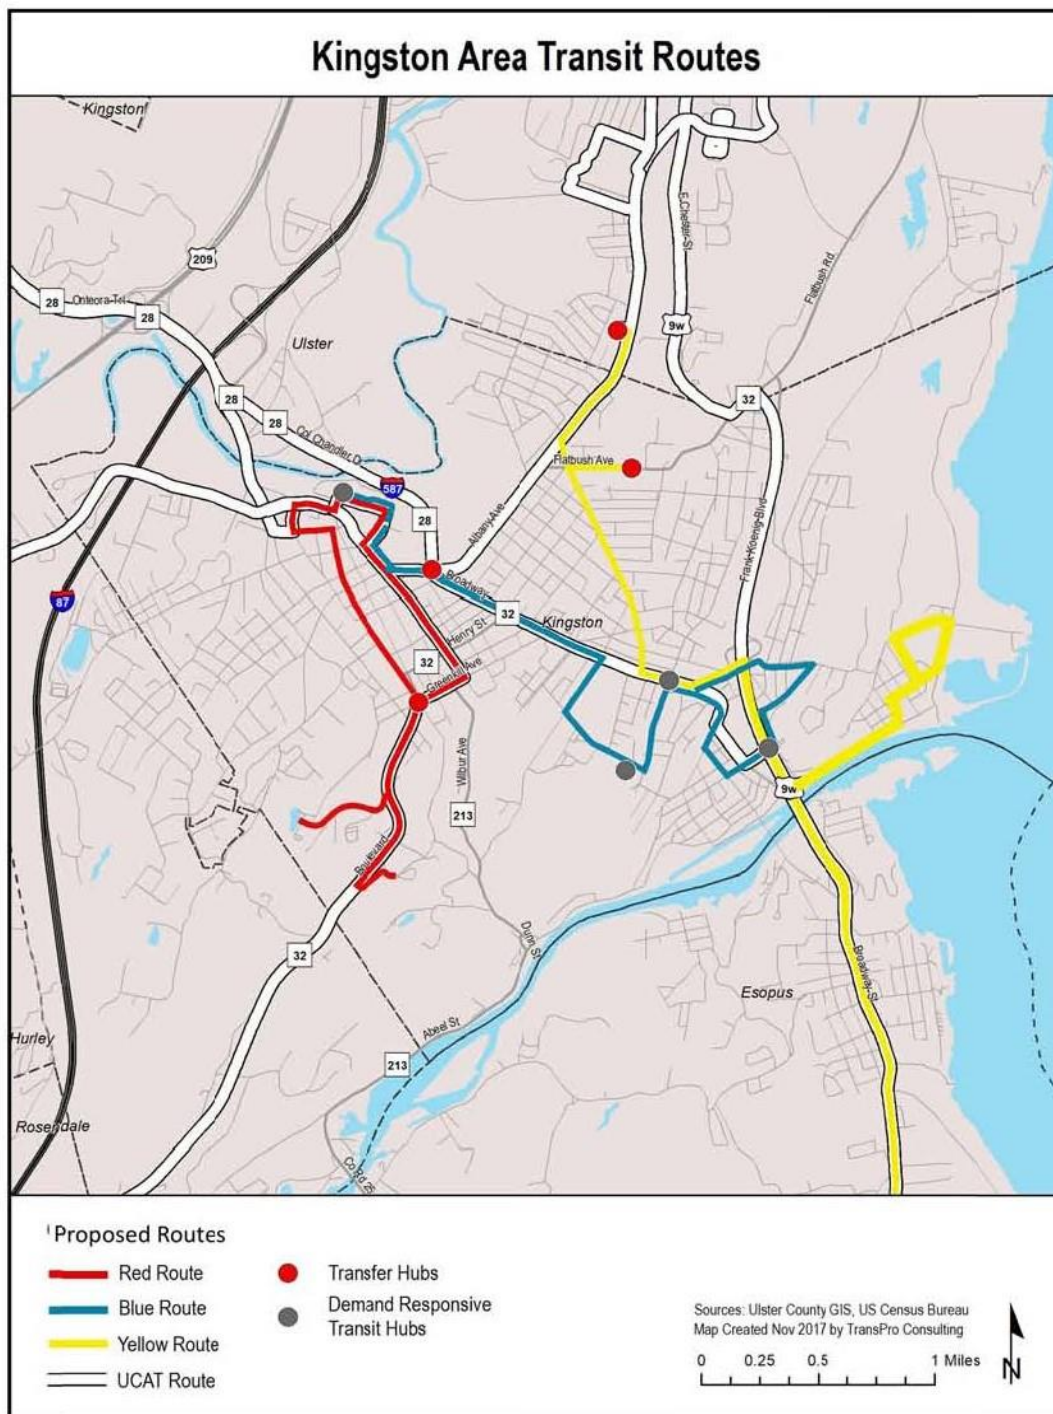 Kingston Area Transit Routes
Kingston
209
28
Onteora Trl
28
Ulster
E Chester St
Flatbush Rd
9w
28
32
28
Col Chandler Dr
Flatbush Ave
587
28
Albany Ave
Frank Koenig Blvd
87
Broadway
32
Kingston
Henry St
32
Greenkill Ave
Wilbur Ave
9w
213
Boulevard
32
Dunn St
Broadway St
Esopus
Abeel St
Hurley
213
Rosendale
Co Rd 25
Proposed Routes
Red Route
Transfer Hubs
Blue Route
Demand Responsive
Transit Hubs
Yellow Route
UCAT Route
Sources: Ulster County GIS, US Census Bureau
Map Created Nov 2017 by TransPro Consulting
0 0.25 0.5 1 Miles
N